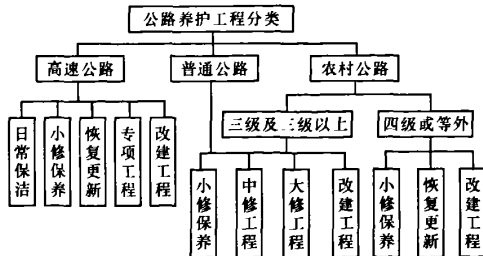 公路养护工程分类
高速公路
普通公路
农村公路
三级及三级以上
四级或等外
日常保洁
小修保养
恢复更新
专项工程
改建工程
小修保养
中修工程
大修工程
改建工程
小修保养
恢复更新
改建工程